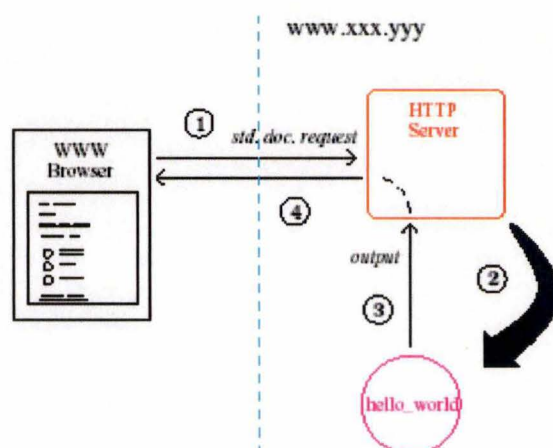 www.xxx.yyy
HTTP
Server
1
std. doc. request
WWW
Browser
4
output
2
3
hello_world